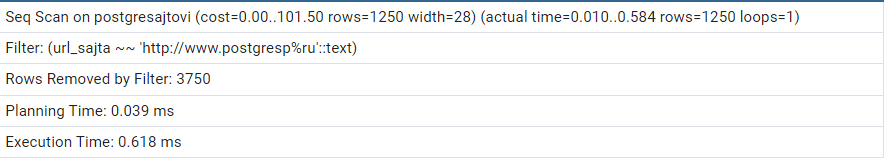 Seq Scan on postgresajtovi (cost=0.00..101.50 rows=1250 width=28) (actual time=0.010..0.584 rows=1250 loops=1)
Filter: (url_sajta ~~ 'http://www.postgresp%ru'::text)
Rows Removed by Filter: 3750
Planning Time: 0.039 ms
Execution Time: 0.618 ms